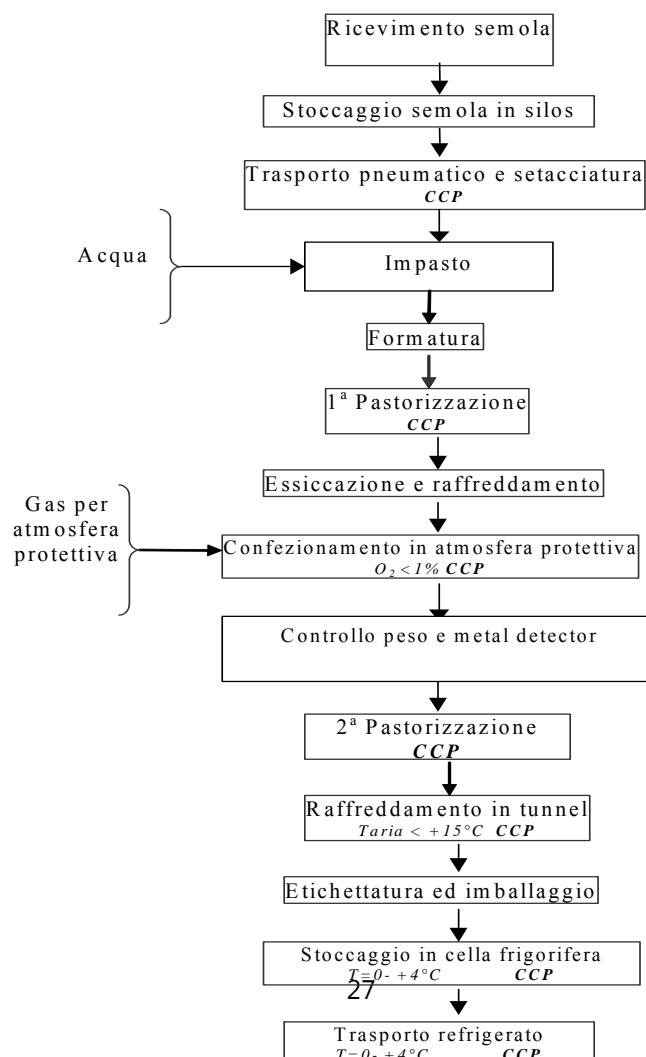 Ricevimento semola
Stoccaggio semola in silos
Trasporto pneumatico e setacciatura
CCP
Acqua
Impasto
Formatura
1ª Pastorizzazione
CCP
Essiccazione e raffreddamento
Gas per
atmosfera
protettiva
Confezionamento in atmosfera protettiva
O₂ <1% CCP
Controllo peso e metal detector
2ª Pastorizzazione
CCP
Raffreddamento in tunnel
Taria < +15°C CCP
Etichettatura ed imballaggio
Stoccaggio in cella frigorifera
T=0- +4°C CCP
27
Trasporto refrigerato
T=0- +4°C CCP